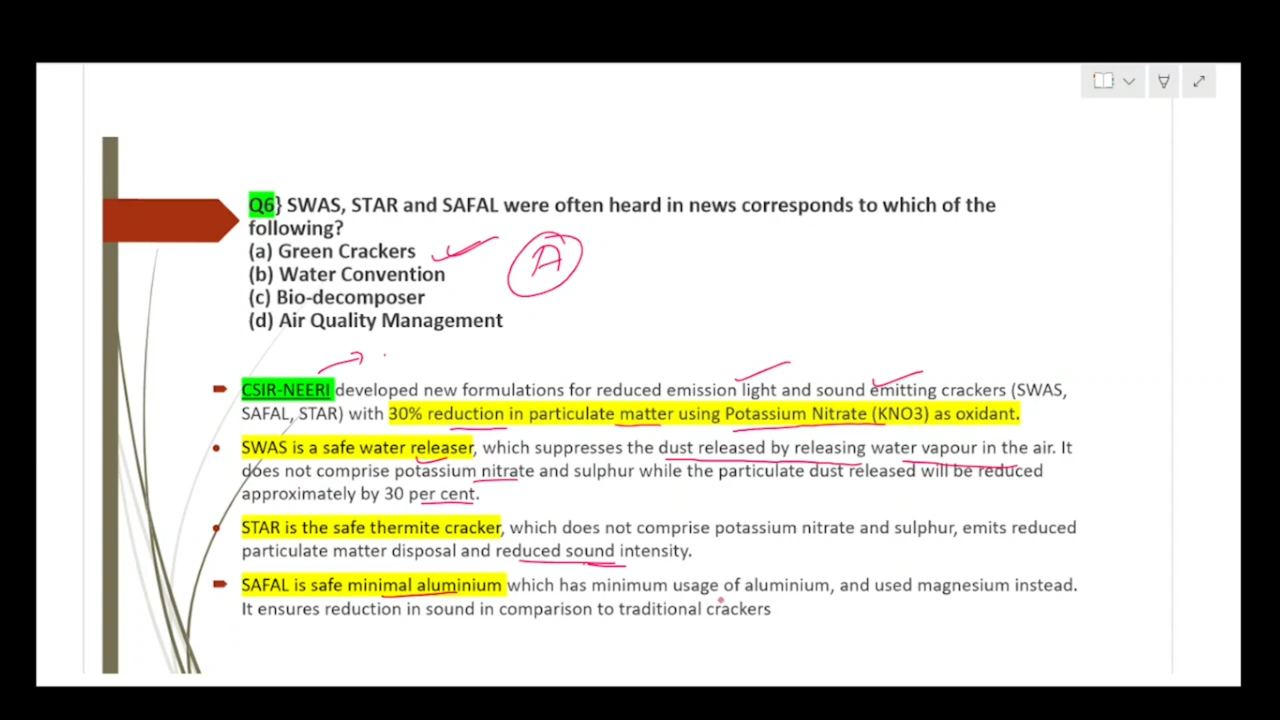 Q6} SWAS, STAR and SAFAL were often heard in news corresponds to which of the
following?
(a) Green Crackers
(b) Water Convention
(c) Bio-decomposer
(d) Air Quality Management
A
CSIR-NEERI developed new formulations for reduced emission light and sound emitting crackers (SWAS,
SAFAL, STAR) with 30% reduction in particulate matter using Potassium Nitrate (KNO3) as oxidant.
SWAS is a safe water releaser, which suppresses the dust released by releasing water vapour in the air. It
does not comprise potassium nitrate and sulphur while the particulate dust released will be reduced
approximately by 30 per cent.
STAR is the safe thermite cracker, which does not comprise potassium nitrate and sulphur, emits reduced
particulate matter disposal and reduced sound intensity.
SAFAL is safe minimal aluminium which has minimum usage of aluminium, and used magnesium instead.
It ensures reduction in sound in comparison to traditional crackers